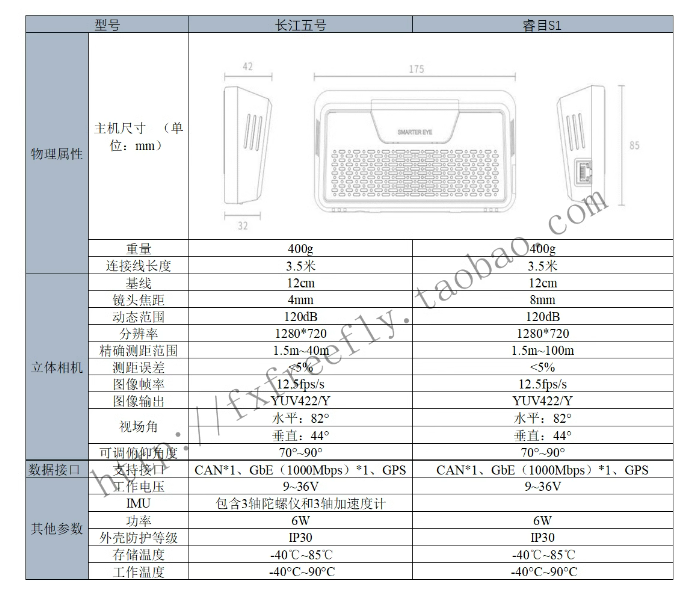 型号 长江五号 睿目S1
物理属性
主机尺寸 （单位：mm）
42 175
SMARTER EYE
85
32
重量 400g 400g
连接线长度 3.5米 3.5米
立体相机
基线 12cm 12cm
镜头焦距 4mm 8mm
动态范围 120dB 120dB
分辨率 1280*720 1280*720
精确测距范围 1.5m~40m 1.5m~100m
测距误差 <5% <5%
图像帧率 12.5fps/s 12.5fps/s
图像输出 YUV422/Y YUV422/Y
视场角 水平：82° 水平：82°
垂直：44° 垂直：44°
可调俯仰角度 70°~90° 70°~90°
数据接口 支持接口 CAN*1、GbE（1000Mbps）*1、GPS CAN*1、GbE（1000Mbps）*1、GPS
其他参数
工作电压 9~36V 9~36V
IMU 包含3轴陀螺仪和3轴加速度计
功率 6W 6W
外壳防护等级 IP30 IP30
存储温度 -40℃~85℃ -40℃~85℃
工作温度 -40°C~90°C -40°C~90°C
http://fxfreefly.taobao.com